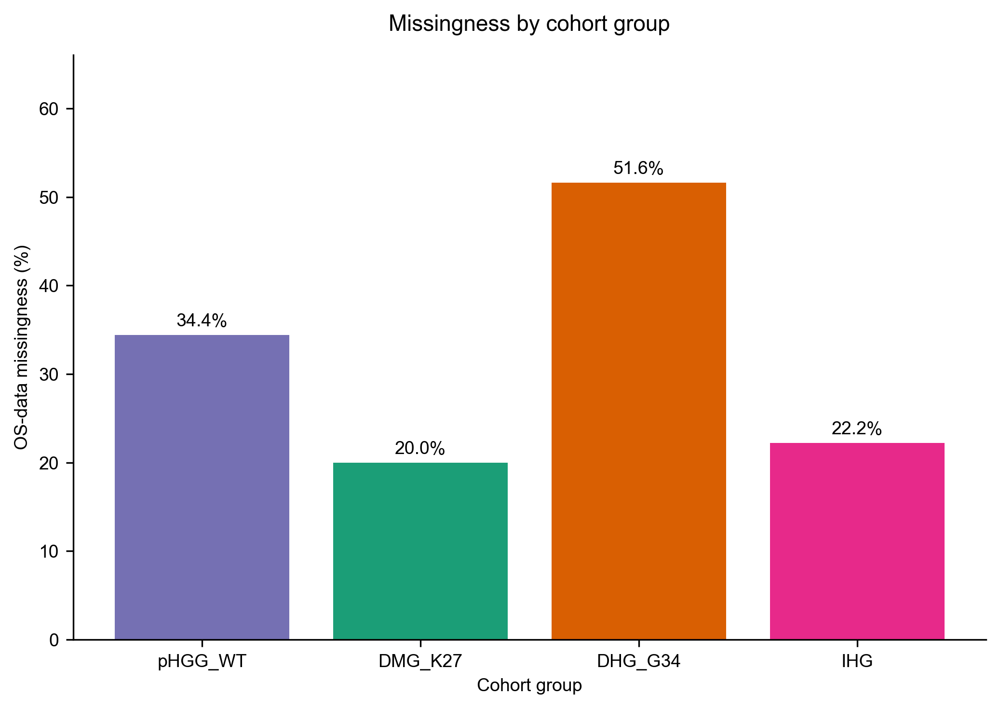 Missingness by cohort group
OS-data missingness (%)
60
50
40
30
20
10
0
34.4%
20.0%
51.6%
22.2%
pHGG_WT
DMG_K27
DHG_G34
IHG
Cohort group